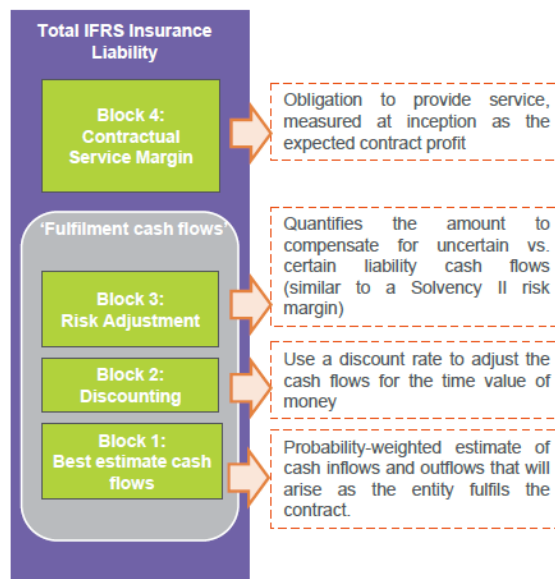 Total IFRS Insurance
Liability
Block 4:
Contractual
Service Margin
Obligation to provide service,
measured at inception as the
expected contract profit
'Fulfilment cash flows'
Block 3:
Risk Adjustment
Quantifies the amount to
compensate for uncertain vs.
certain liability cash flows
(similar to a Solvency II risk
margin)
Block 2:
Discounting
Use a discount rate to adjust the
cash flows for the time value of
money
Block 1:
Best estimate cash
flows
Probability-weighted estimate of
cash inflows and outflows that will
arise as the entity fulfils the
contract.